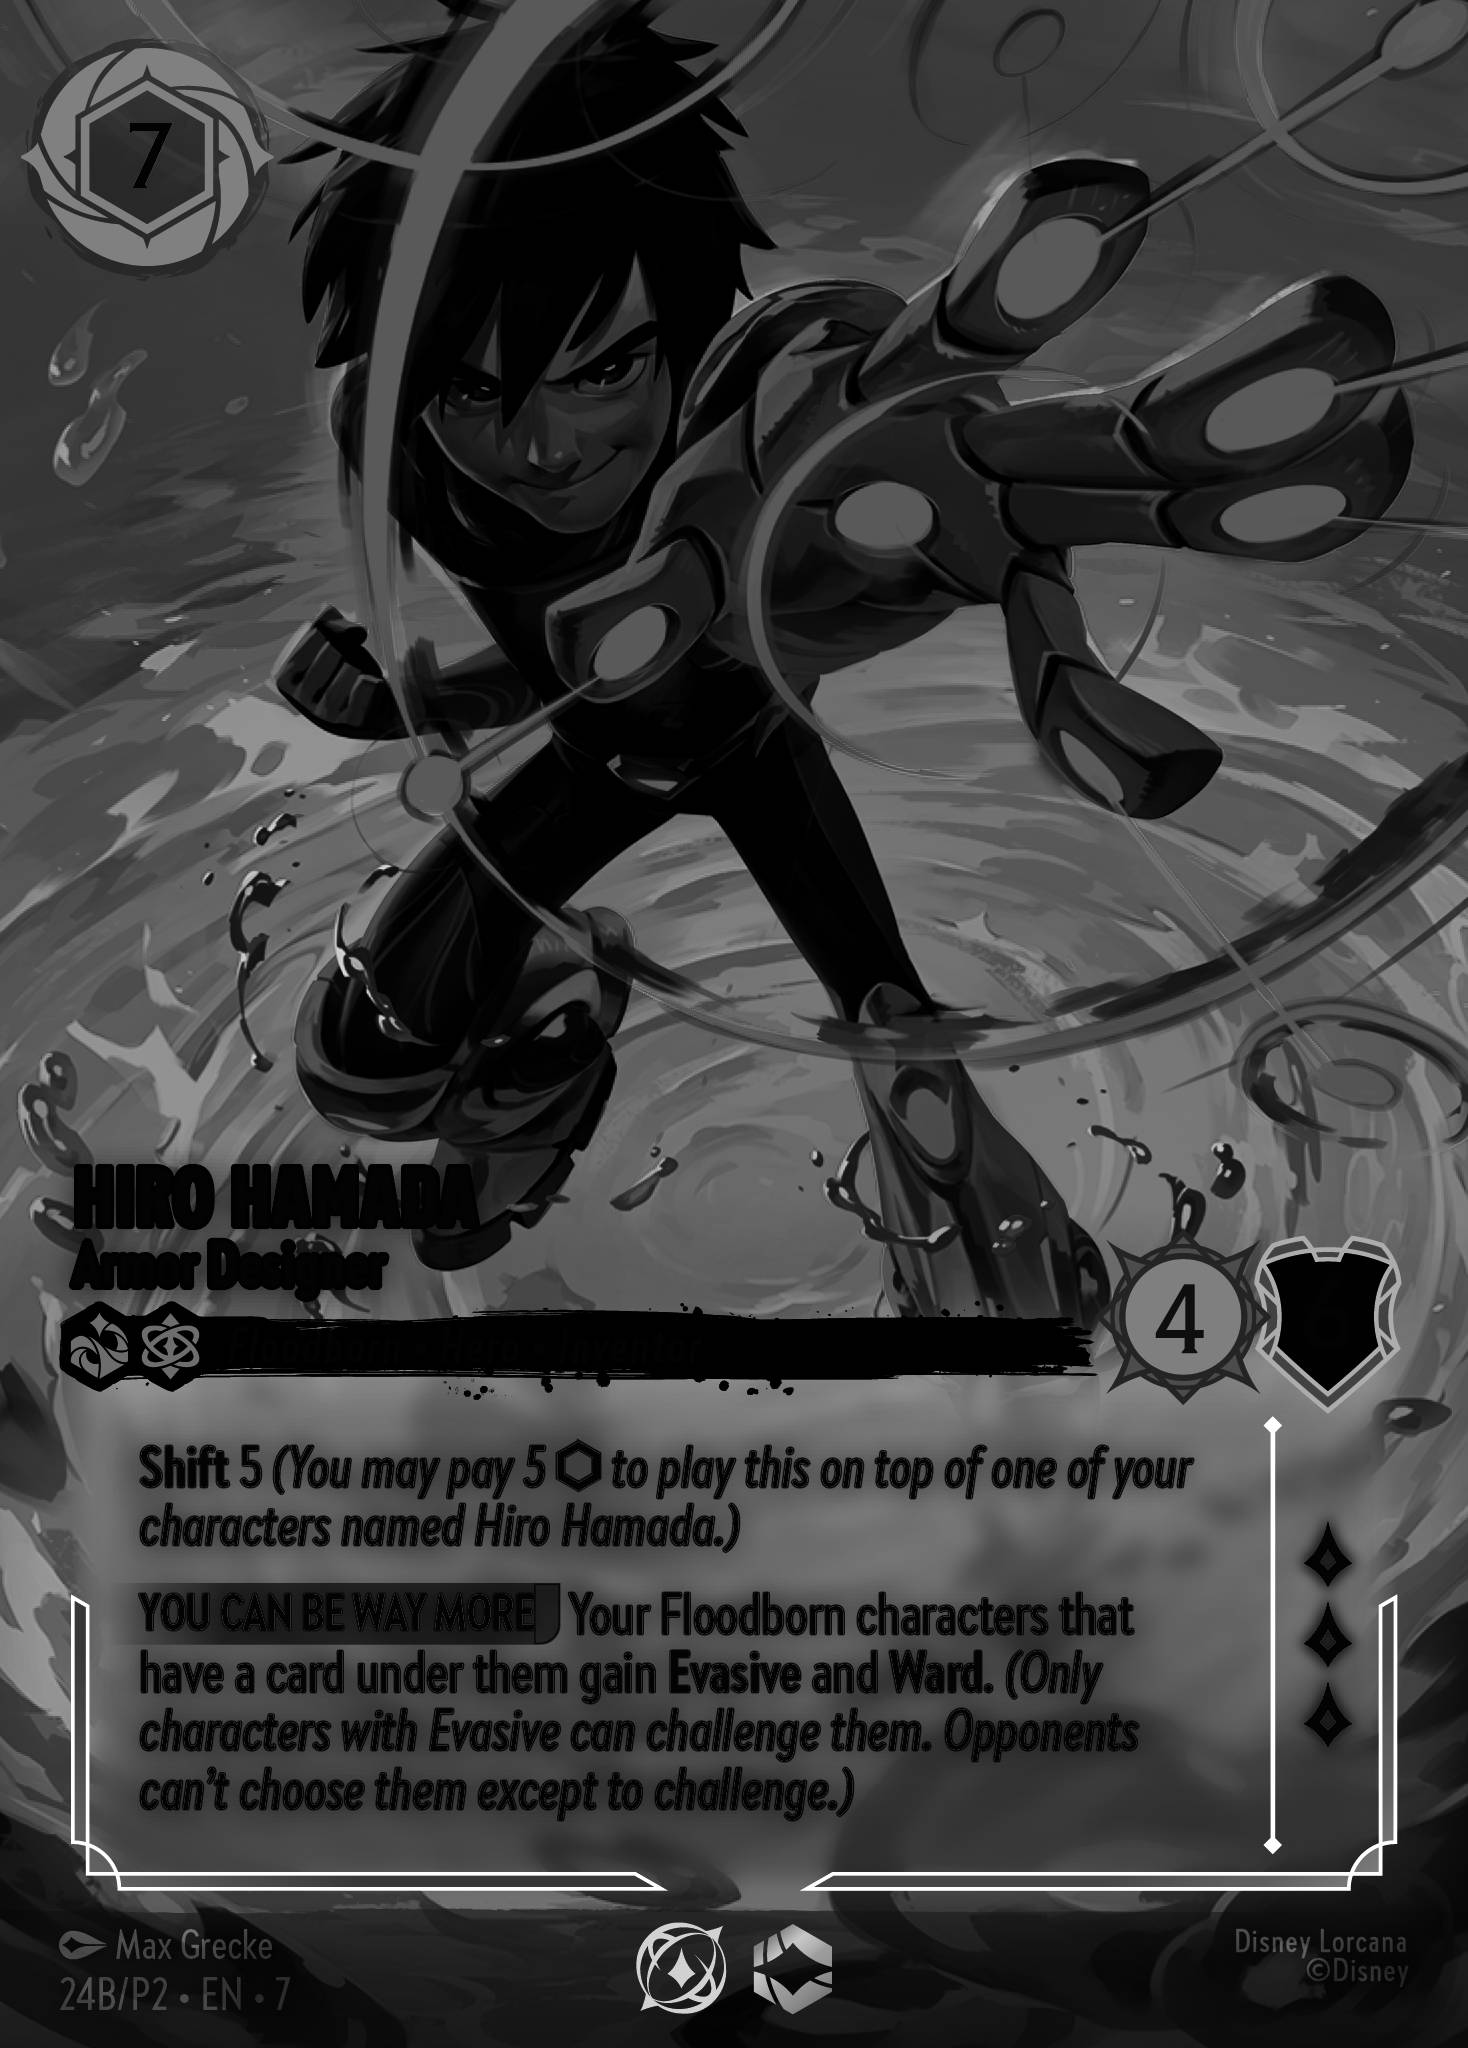 7
HIRO HAMADA
Armor Designer
Floodborn • Hero • Inventor
4
Shift 5 (You may pay 5 to play this on top of one of your
characters named Hiro Hamada.)
YOU CAN BE WAY MORE Your Floodborn characters that
have a card under them gain Evasive and Ward. (Only
characters with Evasive can challenge them. Opponents
can't choose them except to challenge.)
Max Grecke
24B/P2 • EN • 7
Disney Lorcana
©Disney